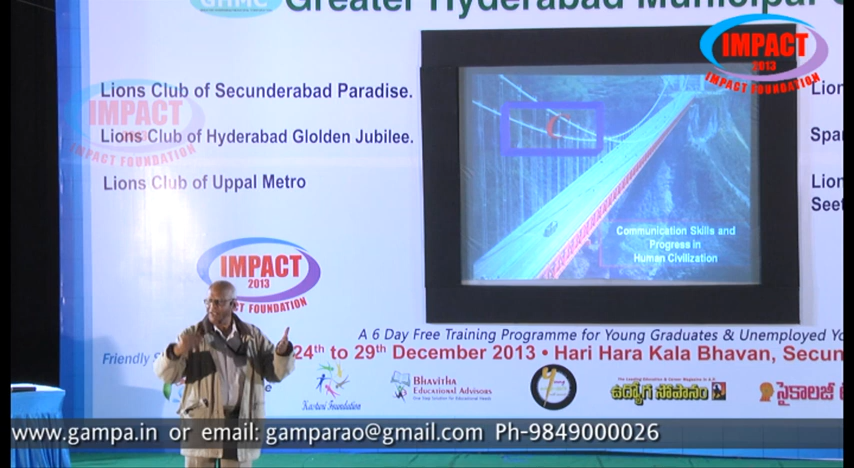 GHMC
Greater Hyderabad Municipal
IMPACT
2013
IMPACT FOUNDATION
Lions Club of Secunderabad Paradise.
Lions Club of Hyderabad Glolden Jubilee.
Lions Club of Uppal Metro
IMPACT
IMPACT FOUNDATION
C
Communication Skills and
Progress in
Human Civilization
Lion
Spa
Lion
Seet
IMPACT
2013
CT FOUNDATION
A 6 Day Free Training Programme for Young Graduates & Unemployed Yo
Friendly S
24th to 29th December 2013 • Hari Hara Kala Bhavan, Secun
Kasturi Foundation
BHAVITHA
EDUCATIONAL ADVISORS
ఉద్యోగ సోపానం
సైకాలజీ
www.gampa.in or email: gamparao@gmail.com Ph-9849000026